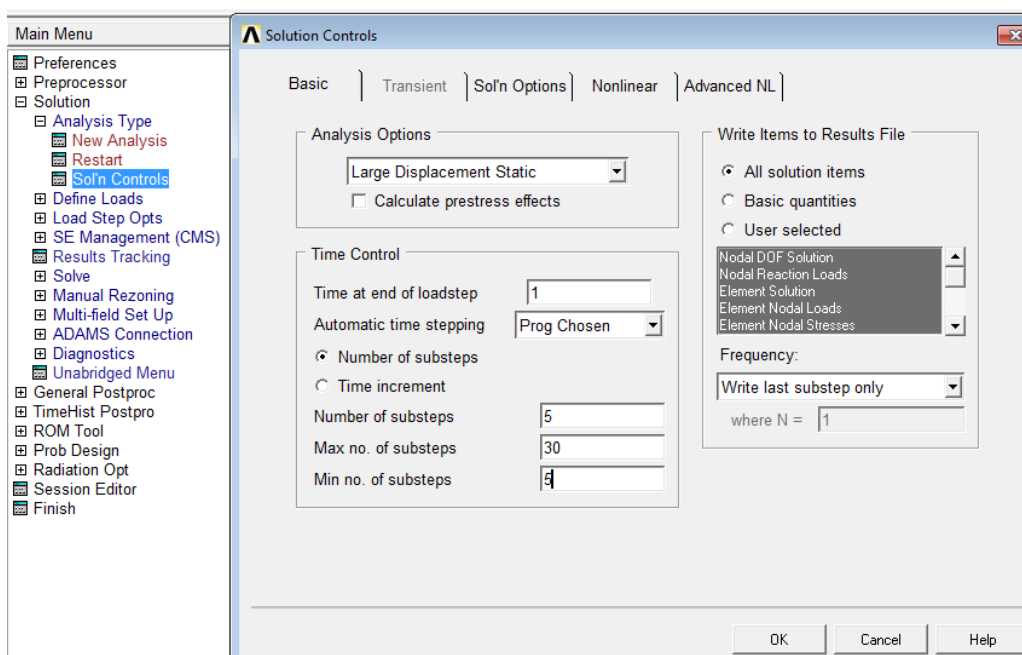 Main Menu
Preferences
Preprocessor
Solution
Analysis Type
New Analysis
Restart
Sol'n Controls
Define Loads
Load Step Opts
SE Management (CMS)
Results Tracking
Solve
Manual Rezoning
Multi-field Set Up
ADAMS Connection
Diagnostics
Unabridged Menu
General Postproc
TimeHist Postpro
ROM Tool
Prob Design
Radiation Opt
Session Editor
Finish
Solution Controls
Basic Transient Sol'n Options Nonlinear Advanced NL
Analysis Options
Large Displacement Static
Calculate prestress effects
Time Control
Time at end of loadstep 1
Automatic time stepping Prog Chosen
Number of substeps
Time increment
Number of substeps 5
Max no. of substeps 30
Min no. of substeps 5
Write Items to Results File
All solution items
Basic quantities
User selected
Nodal DOF Solution
Nodal Reaction Loads
Element Solution
Element Nodal Loads
Element Nodal Stresses
Frequency:
Write last substep only
where N = 1
OK Cancel Help